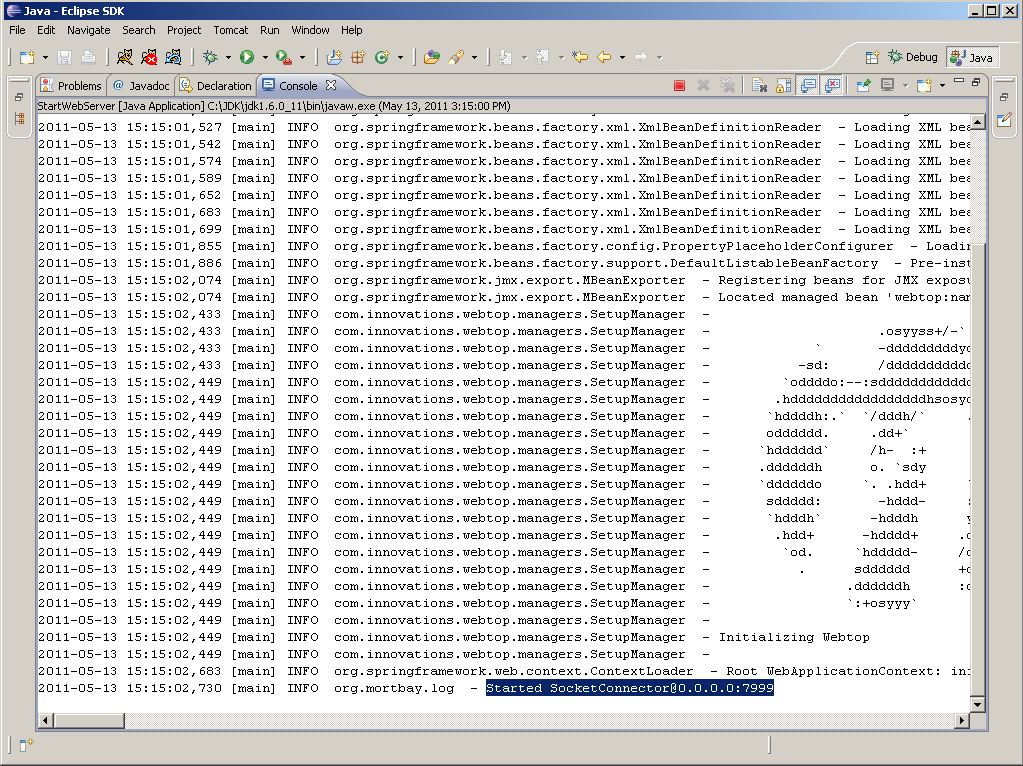 Java - Eclipse SDK
File Edit Navigate Search Project Tomcat Run Window Help
Debug Java
Problems @ Javadoc Declaration Console
StartWebServer [Java Application] C:\JDK\jdk1.6.0_11\bin\javaw.exe (May 13, 2011 3:15:00 PM)
2011-05-13 15:15:01,527 [main] INFO org.springframework.beans.factory.xml.XmlBeanDefinitionReader - Loading XML bea
2011-05-13 15:15:01,542 [main] INFO org.springframework.beans.factory.xml.XmlBeanDefinitionReader - Loading XML bea
2011-05-13 15:15:01,574 [main] INFO org.springframework.beans.factory.xml.XmlBeanDefinitionReader - Loading XML bea
2011-05-13 15:15:01,589 [main] INFO org.springframework.beans.factory.xml.XmlBeanDefinitionReader - Loading XML bea
2011-05-13 15:15:01,652 [main] INFO org.springframework.beans.factory.xml.XmlBeanDefinitionReader - Loading XML bea
2011-05-13 15:15:01,683 [main] INFO org.springframework.beans.factory.xml.XmlBeanDefinitionReader - Loading XML bea
2011-05-13 15:15:01,699 [main] INFO org.springframework.beans.factory.xml.XmlBeanDefinitionReader - Loading XML bea
2011-05-13 15:15:01,855 [main] INFO org.springframework.beans.factory.config.PropertyPlaceholderConfigurer - Loadin
2011-05-13 15:15:01,886 [main] INFO org.springframework.beans.factory.support.DefaultListableBeanFactory - Pre-inst
2011-05-13 15:15:02,074 [main] INFO org.springframework.jmx.export.MBeanExporter - Registering beans for JMX exposu
2011-05-13 15:15:02,074 [main] INFO org.springframework.jmx.export.MBeanExporter - Located managed bean 'webtop:nam
2011-05-13 15:15:02,433 [main] INFO com.innovations.webtop.managers.SetupManager -
2011-05-13 15:15:02,433 [main] INFO com.innovations.webtop.managers.SetupManager - .osyyss+/-`
2011-05-13 15:15:02,433 [main] INFO com.innovations.webtop.managers.SetupManager - ` -dddddddddyo
2011-05-13 15:15:02,433 [main] INFO com.innovations.webtop.managers.SetupManager - -sd: /ddddddddddd
2011-05-13 15:15:02,449 [main] INFO com.innovations.webtop.managers.SetupManager - `oddddo:--:sdddddddddddd
2011-05-13 15:15:02,449 [main] INFO com.innovations.webtop.managers.SetupManager - .hdddddddddddddddddhsosyd
2011-05-13 15:15:02,449 [main] INFO com.innovations.webtop.managers.SetupManager - `hddddh:.` `/dddh/` .
2011-05-13 15:15:02,449 [main] INFO com.innovations.webtop.managers.SetupManager - odddddd. .dd+`
2011-05-13 15:15:02,449 [main] INFO com.innovations.webtop.managers.SetupManager - `hdddddd` /h- :+
2011-05-13 15:15:02,449 [main] INFO com.innovations.webtop.managers.SetupManager - .ddddddh o. `sdy
2011-05-13 15:15:02,449 [main] INFO com.innovations.webtop.managers.SetupManager - `ddddddo `. .hdd+ `
2011-05-13 15:15:02,449 [main] INFO com.innovations.webtop.managers.SetupManager - sddddd: -hddd- :
2011-05-13 15:15:02,449 [main] INFO com.innovations.webtop.managers.SetupManager - `hdddh` -hdddh y
2011-05-13 15:15:02,449 [main] INFO com.innovations.webtop.managers.SetupManager - .hdd+ -hdddd+ .d
2011-05-13 15:15:02,449 [main] INFO com.innovations.webtop.managers.SetupManager - `od. `hddddd- /d
2011-05-13 15:15:02,449 [main] INFO com.innovations.webtop.managers.SetupManager - . sdddddd +d
2011-05-13 15:15:02,449 [main] INFO com.innovations.webtop.managers.SetupManager - .ddddddh :d
2011-05-13 15:15:02,449 [main] INFO com.innovations.webtop.managers.SetupManager - `:+osyyy`
2011-05-13 15:15:02,449 [main] INFO com.innovations.webtop.managers.SetupManager -
2011-05-13 15:15:02,449 [main] INFO com.innovations.webtop.managers.SetupManager - Initializing Webtop
2011-05-13 15:15:02,449 [main] INFO com.innovations.webtop.managers.SetupManager -
2011-05-13 15:15:02,683 [main] INFO org.springframework.web.context.ContextLoader - Root WebApplicationContext: ini
2011-05-13 15:15:02,730 [main] INFO org.mortbay.log - Started SocketConnector@0.0.0.0:7999